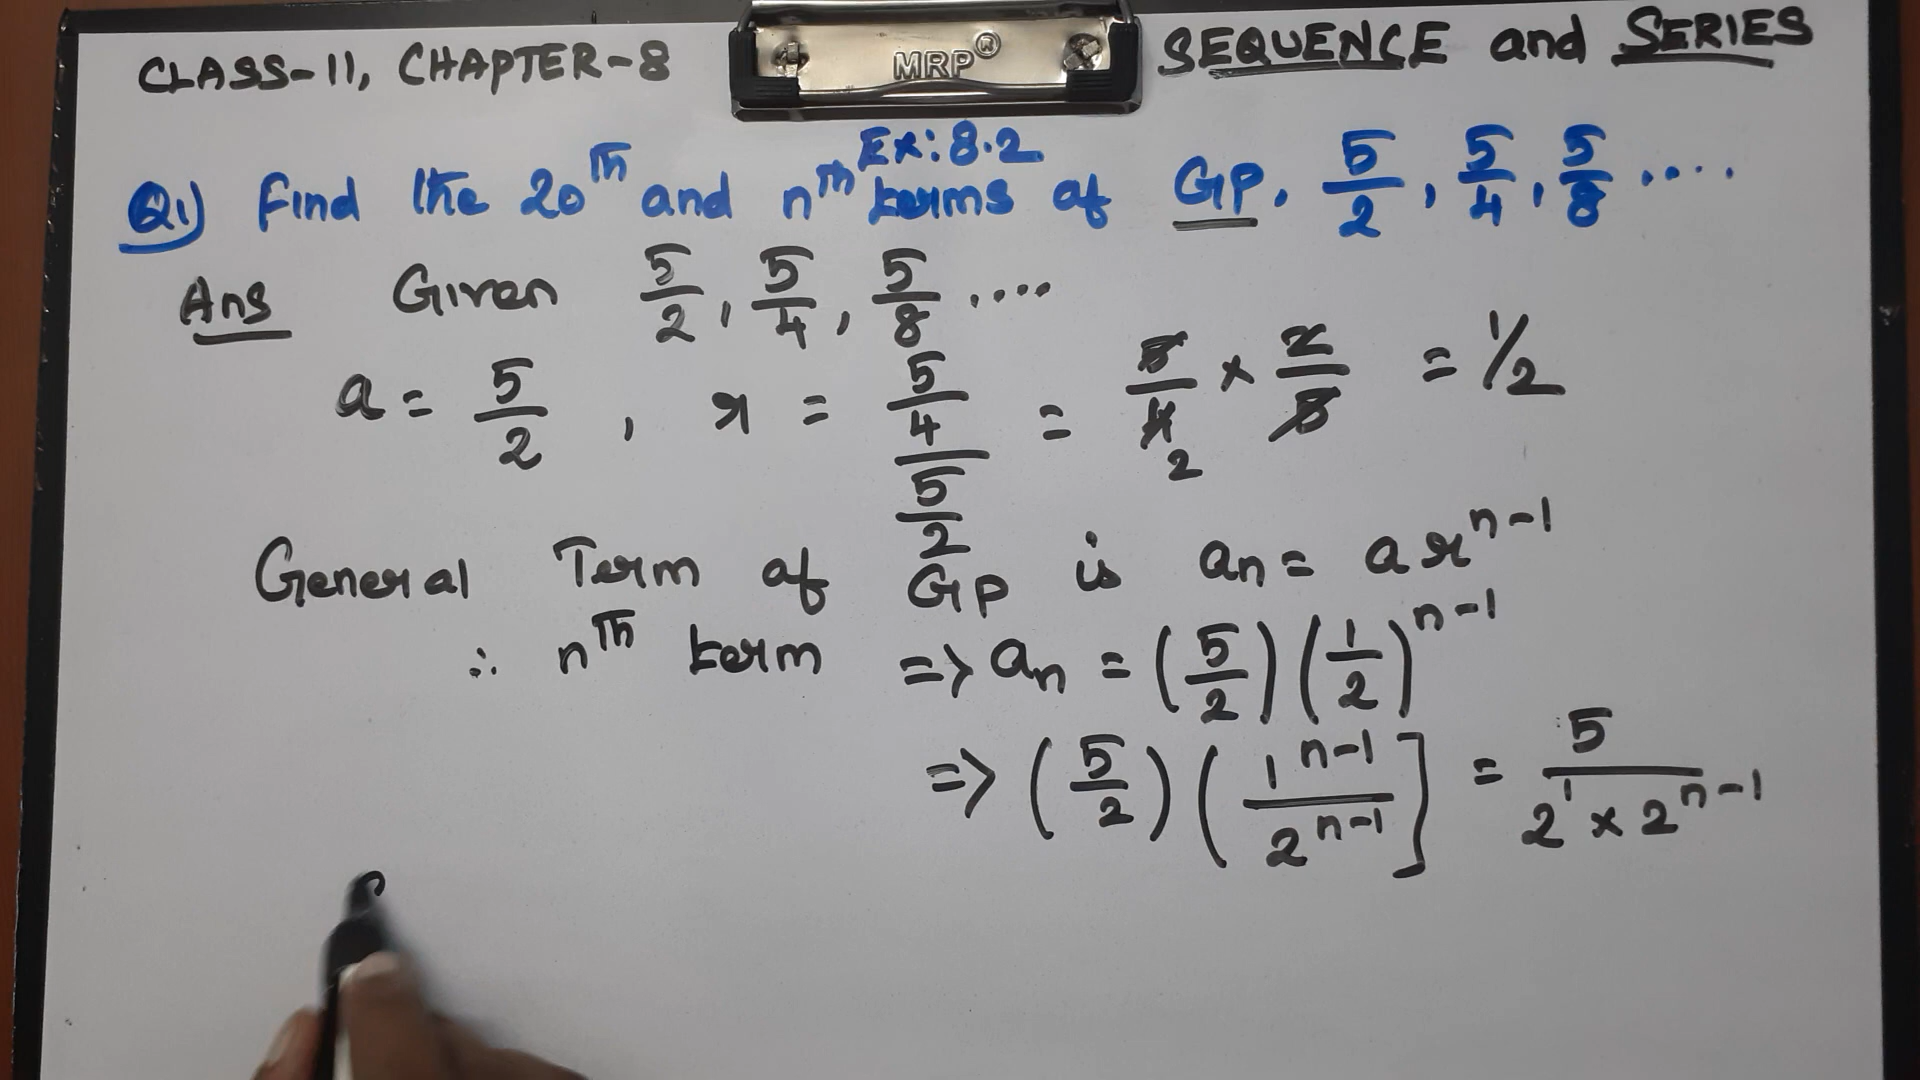 CLASS-11, CHAPTER-8 MRP® SEQUENCE and SERIES
Ex: 8.2
Q1) Find the 20th and nth terms of GP. 5/2, 5/4, 5/8 .....
Ans Given 5/2, 5/4, 5/8 ....
a = 5/2 , r = 5/4 / 5/2 = 5/4 2 × 2/5 = 1/2
General Term of GP is an = ar^n-1
∴ nth term => an = (5/2) (1/2)^n-1
=> (5/2) (1^n-1 / 2^n-1] = 5 / 2^1 × 2^n-1